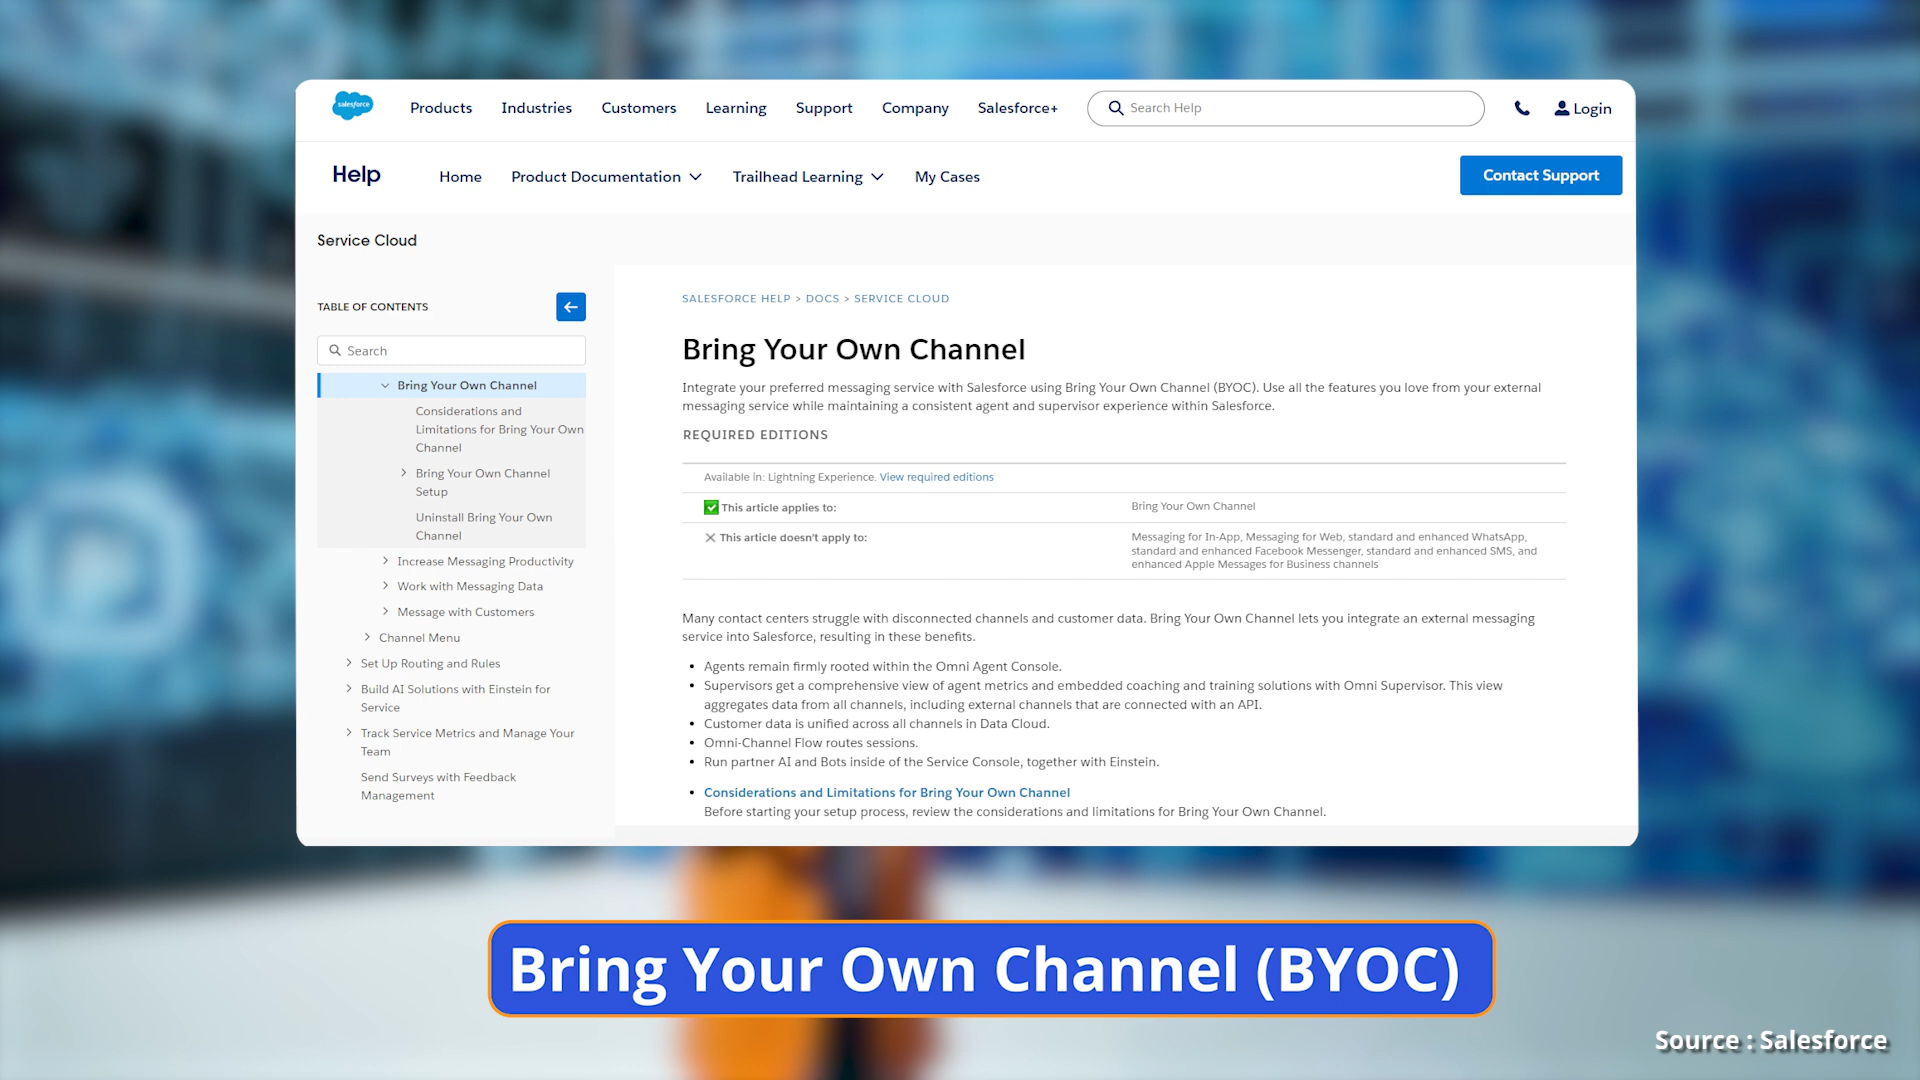 salesforce
Products Industries Customers Learning Support Company Salesforce+ Search Help Login
Help Home Product Documentation Trailhead Learning My Cases Contact Support
Service Cloud
TABLE OF CONTENTS
Search
Bring Your Own Channel
Considerations and
Limitations for Bring Your Own
Channel
Bring Your Own Channel
Setup
Uninstall Bring Your Own
Channel
Increase Messaging Productivity
Work with Messaging Data
Message with Customers
Channel Menu
Set Up Routing and Rules
Build AI Solutions with Einstein for
Service
Track Service Metrics and Manage Your
Team
Send Surveys with Feedback
Management
SALESFORCE HELP > DOCS > SERVICE CLOUD
Bring Your Own Channel
Integrate your preferred messaging service with Salesforce using Bring Your Own Channel (BYOC). Use all the features you love from your external
messaging service while maintaining a consistent agent and supervisor experience within Salesforce.
REQUIRED EDITIONS
Available in: Lightning Experience. View required editions
This article applies to: Bring Your Own Channel
This article doesn't apply to: Messaging for In-App, Messaging for Web, standard and enhanced WhatsApp,
standard and enhanced Facebook Messenger, standard and enhanced SMS, and
enhanced Apple Messages for Business channels
Many contact centers struggle with disconnected channels and customer data. Bring Your Own Channel lets you integrate an external messaging
service into Salesforce, resulting in these benefits.
• Agents remain firmly rooted within the Omni Agent Console.
• Supervisors get a comprehensive view of agent metrics and embedded coaching and training solutions with Omni Supervisor. This view
aggregates data from all channels, including external channels that are connected with an API.
• Customer data is unified across all channels in Data Cloud.
• Omni-Channel Flow routes sessions.
• Run partner AI and Bots inside of the Service Console, together with Einstein.
• Considerations and Limitations for Bring Your Own Channel
Before starting your setup process, review the considerations and limitations for Bring Your Own Channel.
Bring Your Own Channel (BYOC)
Source : Salesforce